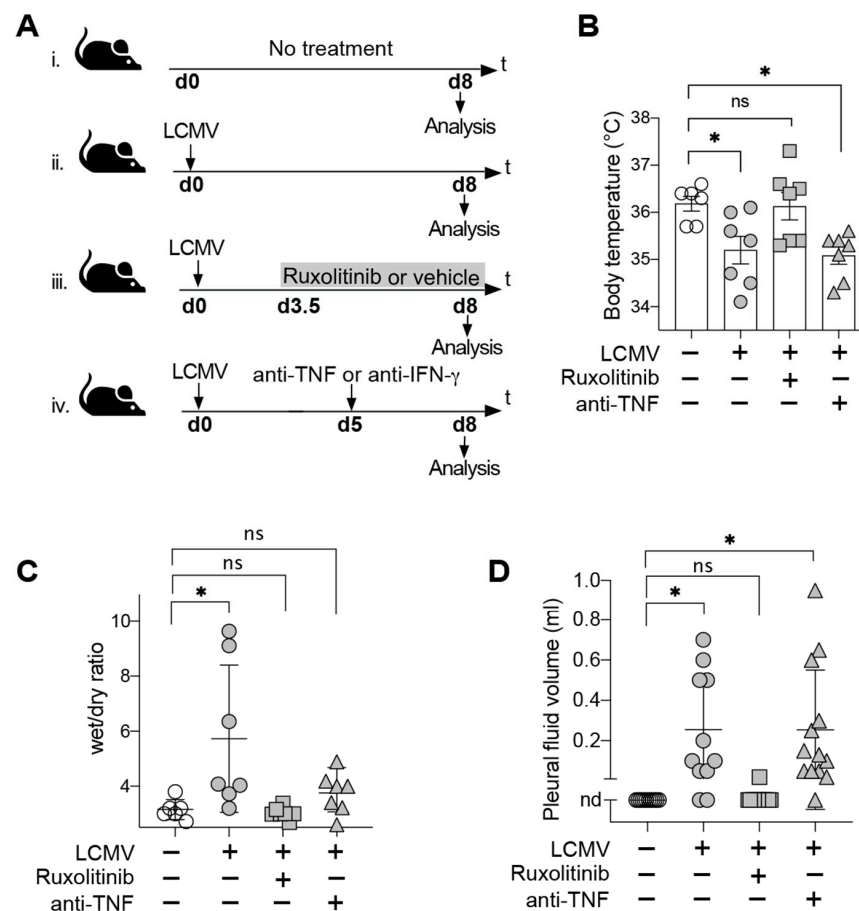 A
i.
No treatment
t
d0
d8
Analysis
ii.
LCMV
t
d0
d8
Analysis
iii.
LCMV
Ruxolitinib or vehicle
t
d0
d3.5
d8
Analysis
iv.
LCMV
anti-TNF or anti-IFN-γ
t
d0
d5
d8
Analysis
B
*
ns
*
Body temperature (°C)
38
37
36
35
34
LCMV – + + +
Ruxolitinib – – + –
anti-TNF – – – +
C
ns
ns
*
wet/dry ratio
10
8
6
4
LCMV – + + +
Ruxolitinib – – + –
anti-TNF – – – +
D
*
ns
*
Pleural fluid volume (ml)
1.0
0.8
0.6
0.4
0.2
nd
LCMV – + + +
Ruxolitinib – – + –
anti-TNF – – – +